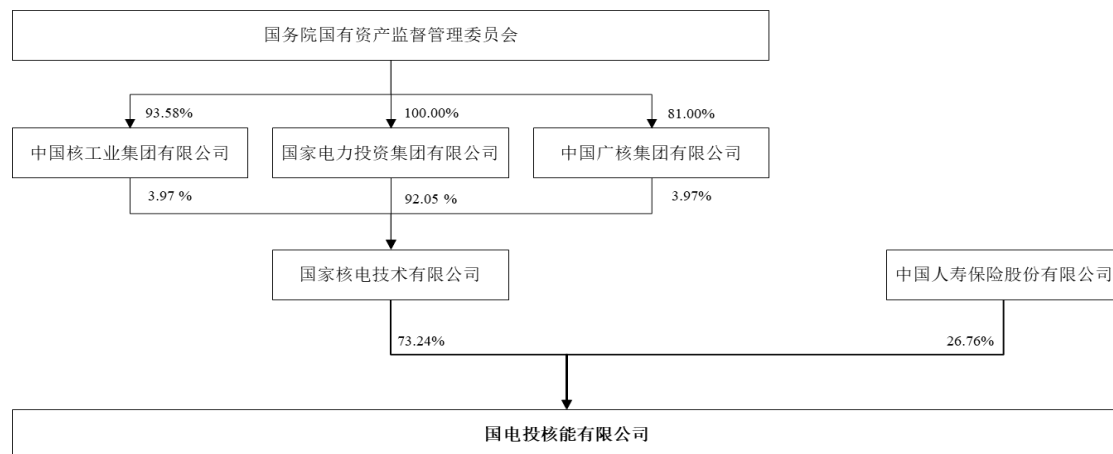 国务院国有资产监督管理委员会
93.58%
100.00%
81.00%
中国核工业集团有限公司
国家电力投资集团有限公司
中国广核集团有限公司
3.97 %
92.05 %
3.97%
国家核电技术有限公司
中国人寿保险股份有限公司
73.24%
26.76%
国电投核能有限公司